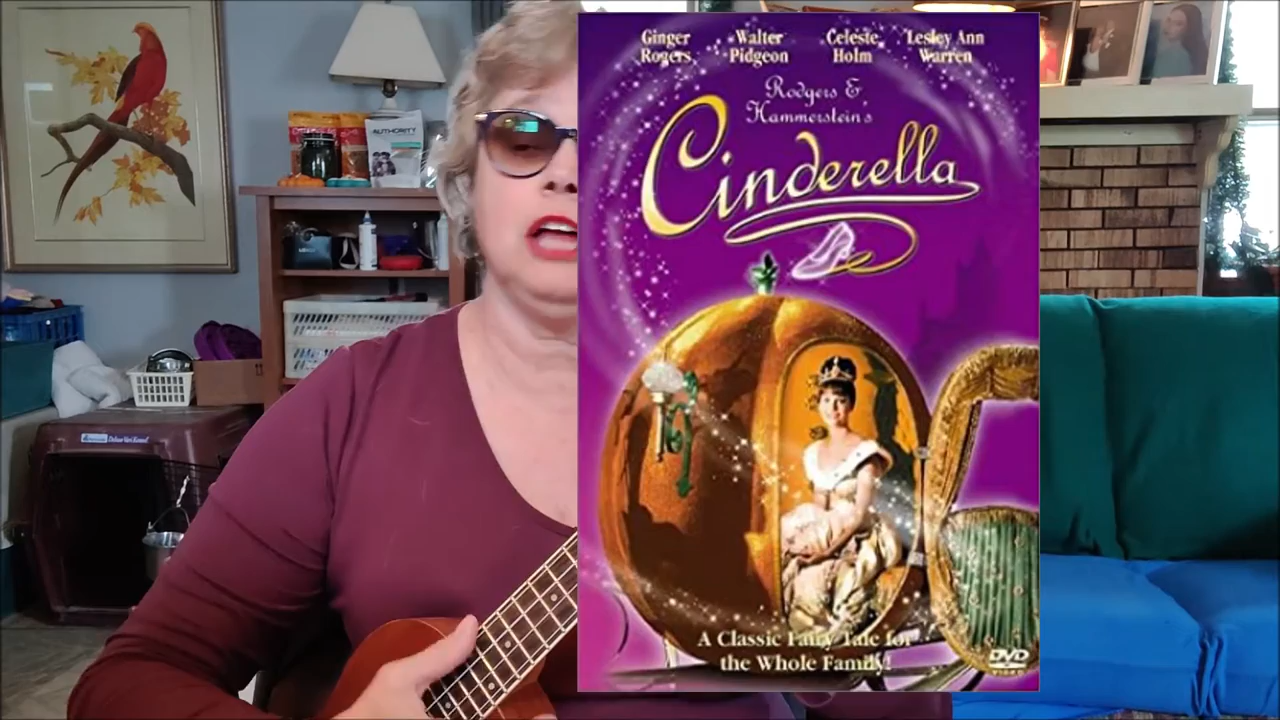 Ginger Rogers
Walter Pidgeon
Celeste Holm
Lesley Ann Warren
Rodgers &
Hammerstein's
Cinderella
A Classic Fairy Tale for
the Whole Family!
DVD
VIDEO
AUTHORITY